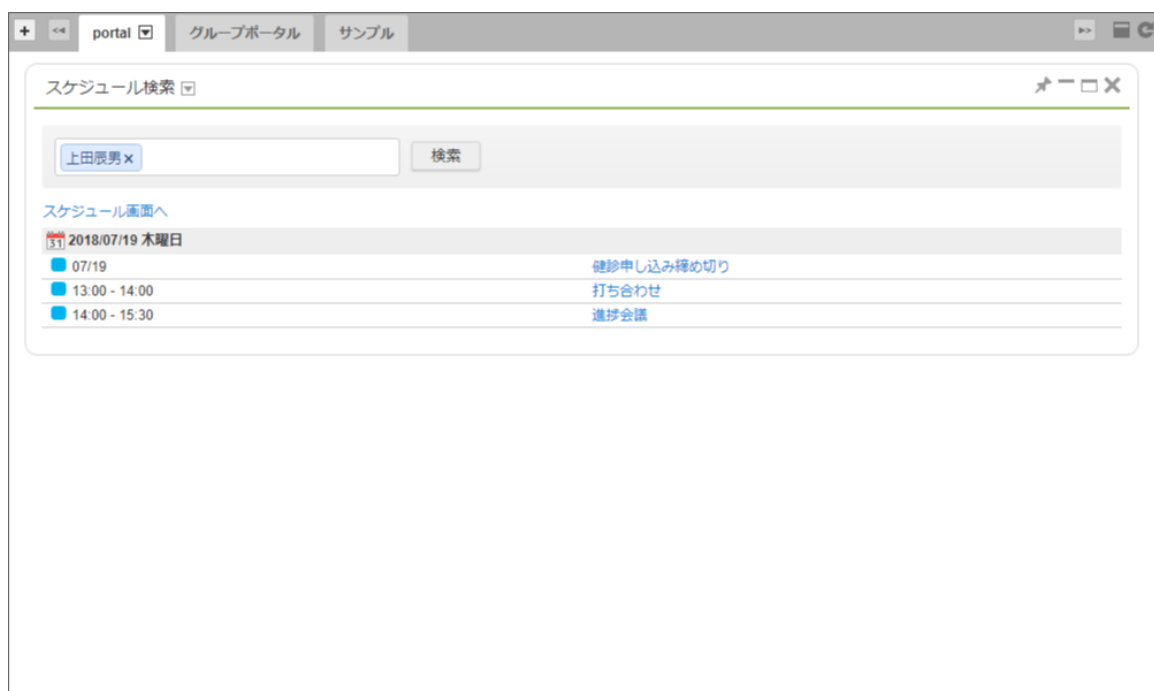 portal グループポータル サンプル
スケジュール検索
上田辰男 検索
スケジュール画面へ
31 2018/07/19 木曜日
07/19 健診申し込み締め切り
13:00 - 14:00 打ち合わせ
14:00 - 15:30 進捗会議